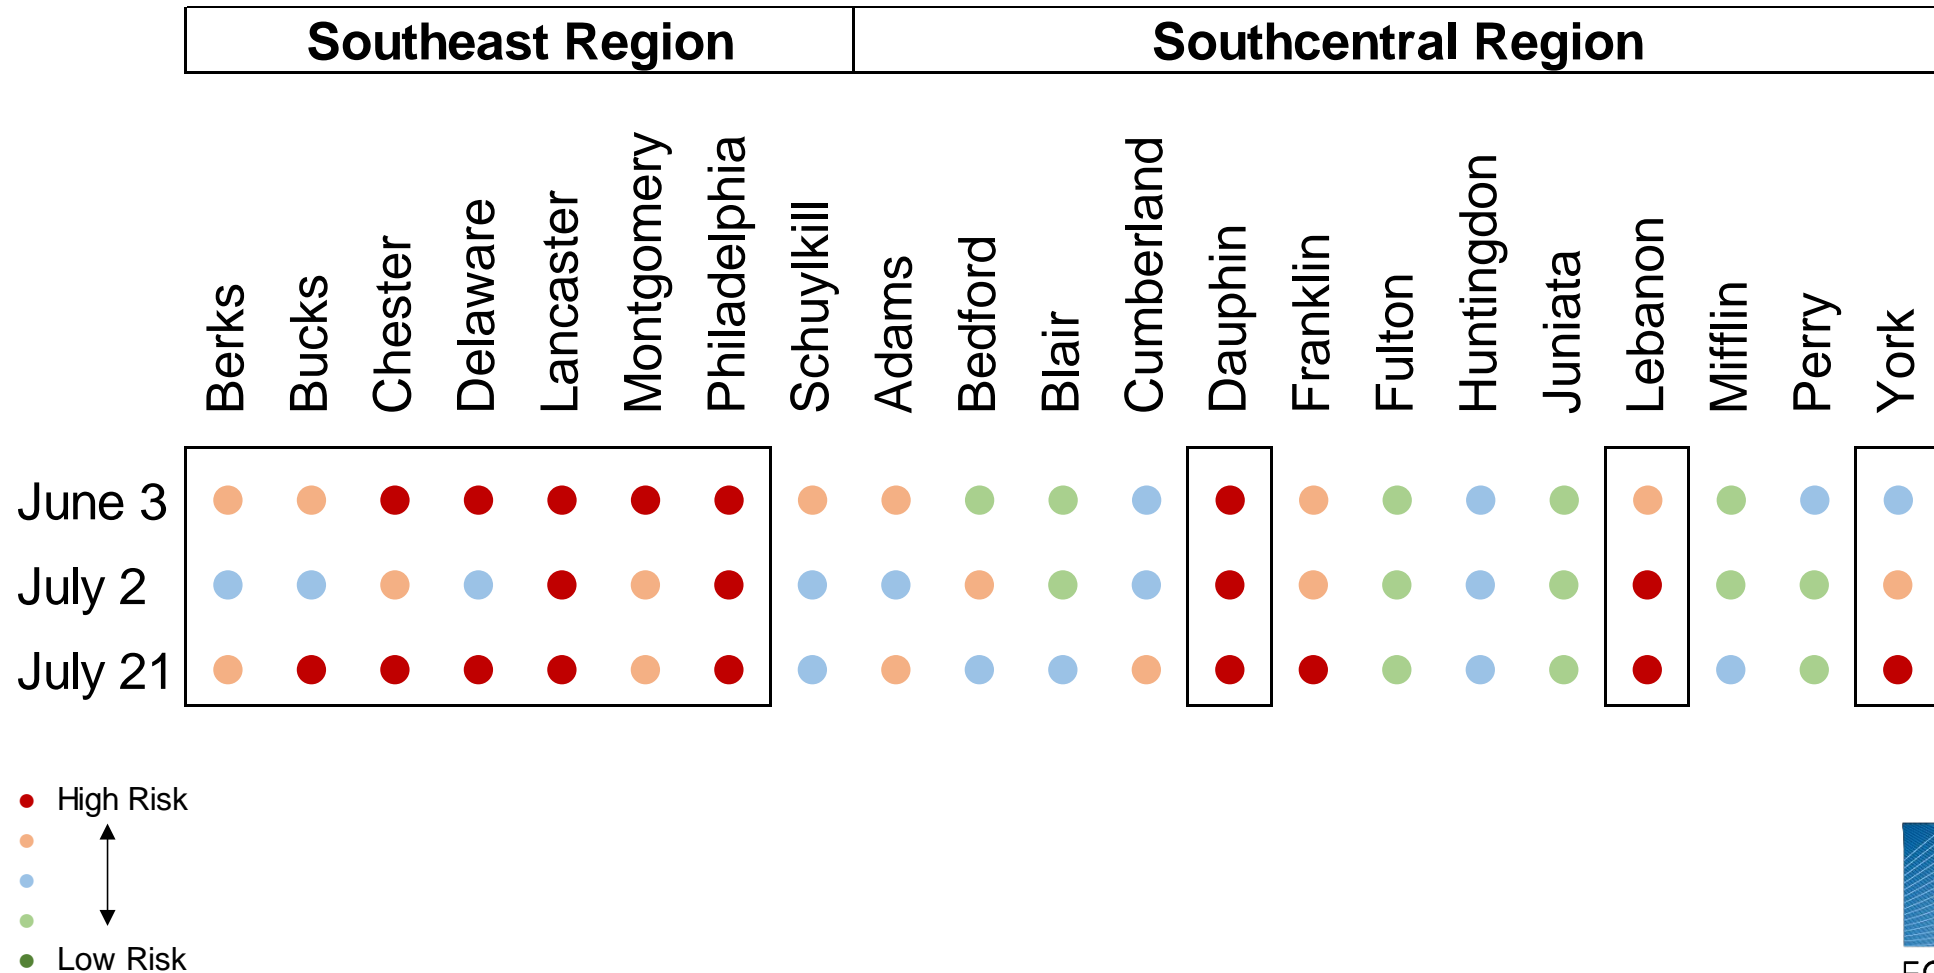 Southeast Region
Southcentral Region
Berks
Bucks
Chester
Delaware
Lancaster
Montgomery
Philadelphia
Schuylkill
Adams
Bedford
Blair
Cumberland
Dauphin
Franklin
Fulton
Huntingdon
Juniata
Lebanon
Mifflin
Perry
York
June 3
July 2
July 21
High Risk
Low Risk